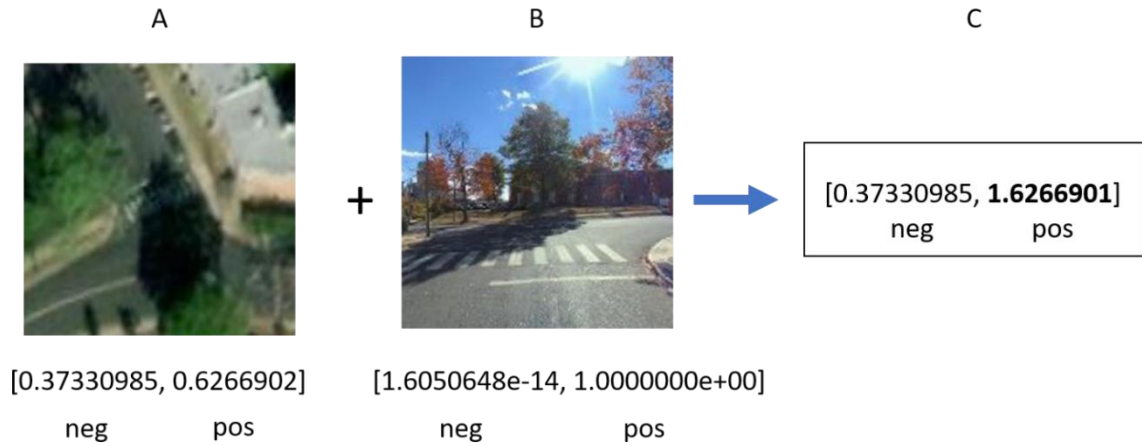 A B C
+
[0.37330985, 1.6266901]
neg pos
[0.37330985, 0.6266902] [1.6050648e-14, 1.0000000e+00]
neg pos neg pos